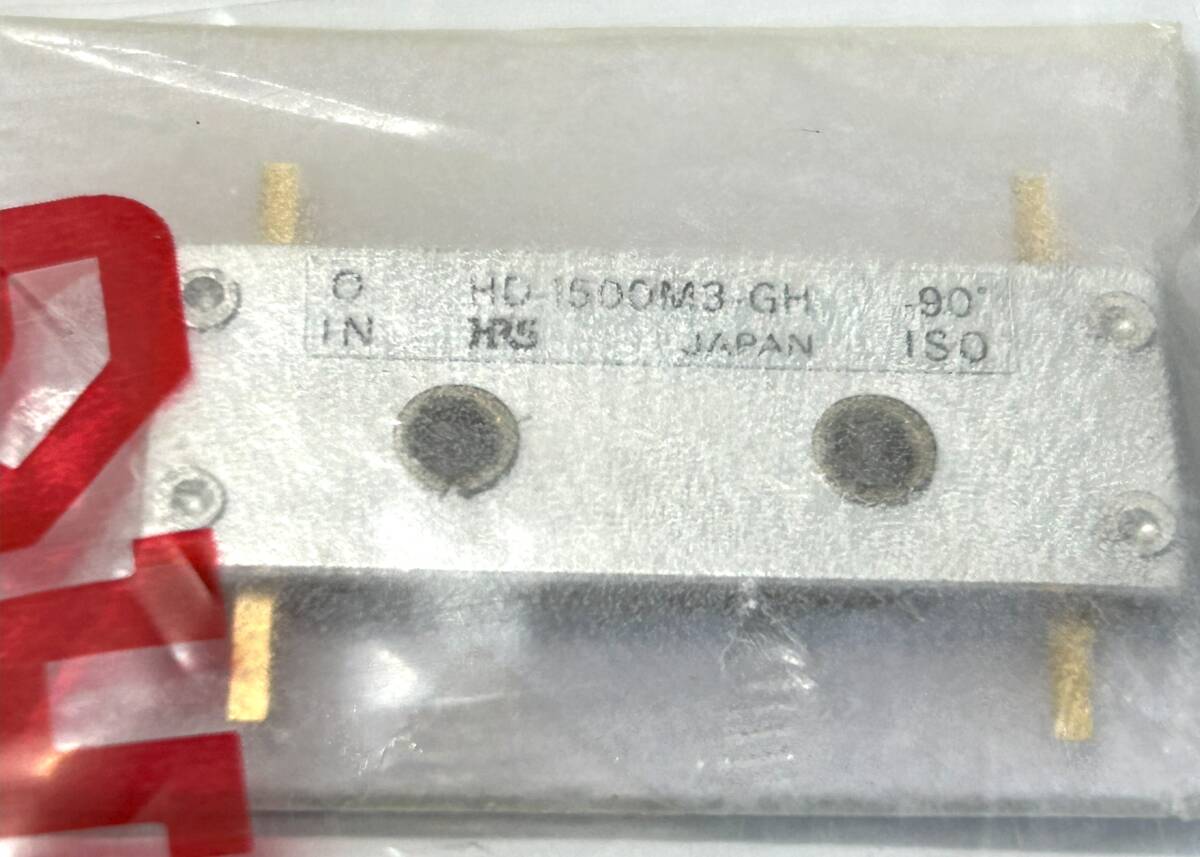 0 HD-1500M3-GH -90°
IN HRS JAPAN ISO